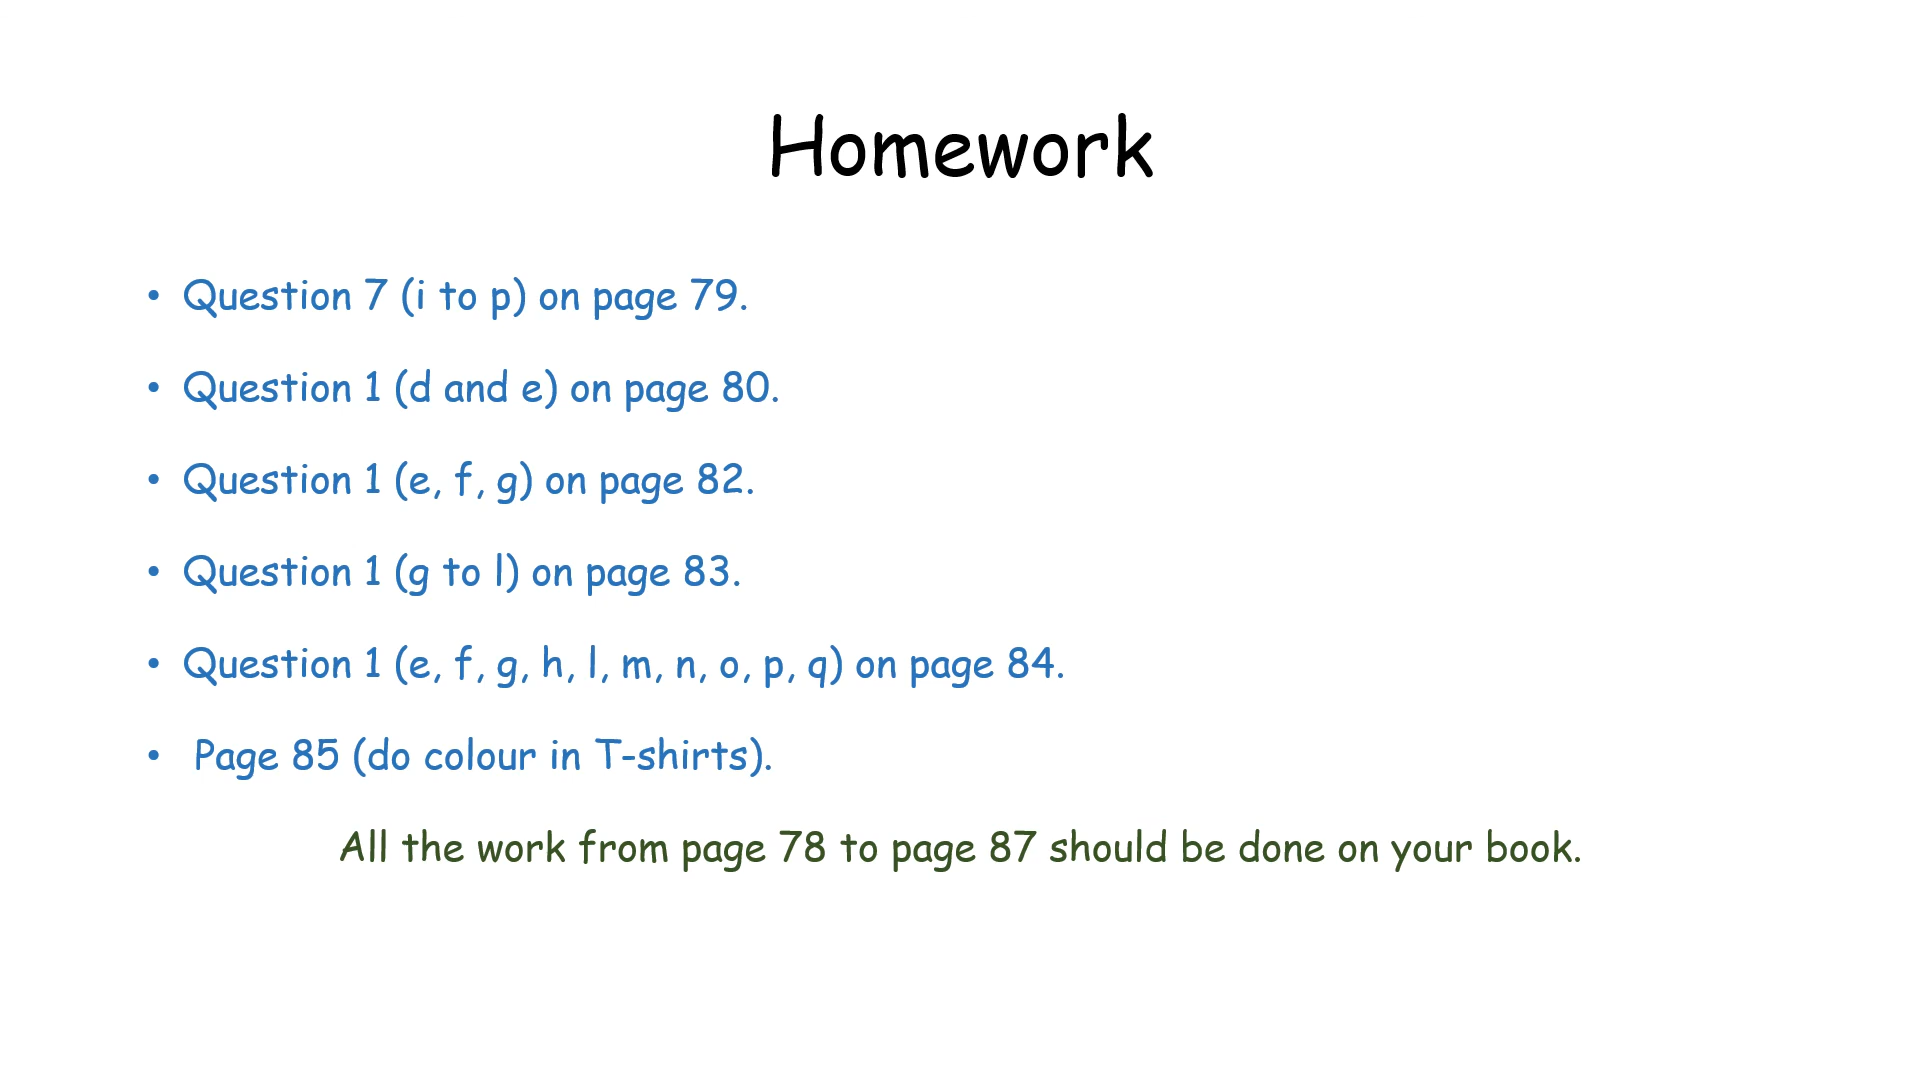 Homework
• Question 7 (i to p) on page 79.
• Question 1 (d and e) on page 80.
• Question 1 (e, f, g) on page 82.
• Question 1 (g to l) on page 83.
• Question 1 (e, f, g, h, l, m, n, o, p, q) on page 84.
• Page 85 (do colour in T-shirts).
All the work from page 78 to page 87 should be done on your book.